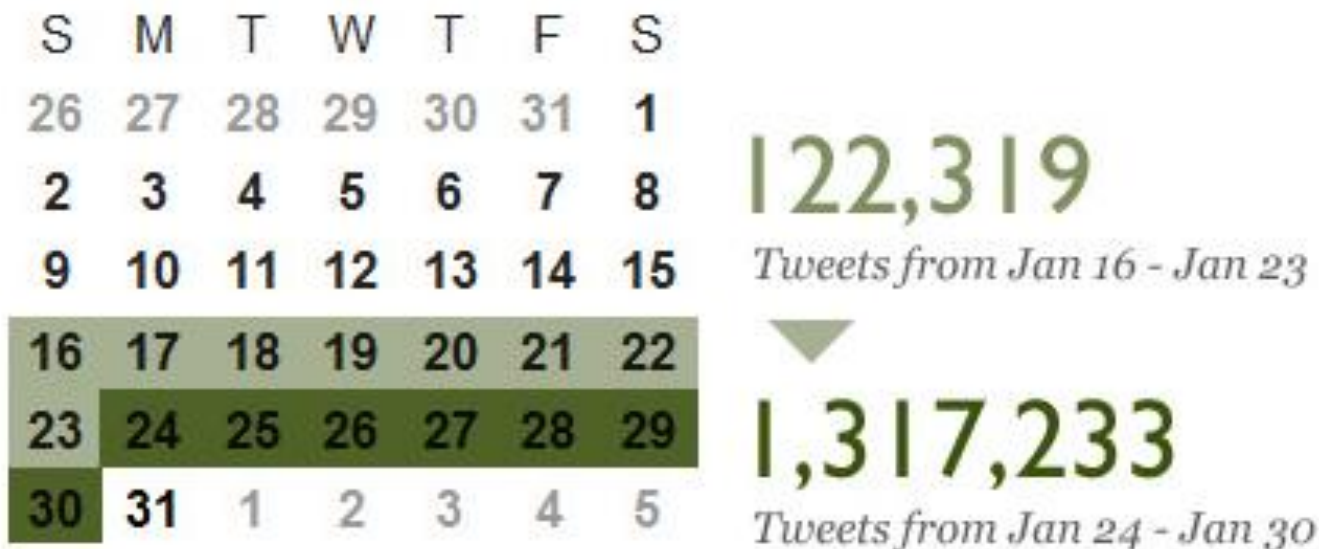 S M T W T F S
26 27 28 29 30 31 1
2 3 4 5 6 7 8
9 10 11 12 13 14 15
16 17 18 19 20 21 22
23 24 25 26 27 28 29
30 31 1 2 3 4 5
122,319
Tweets from Jan 16 - Jan 23
1,317,233
Tweets from Jan 24 - Jan 30